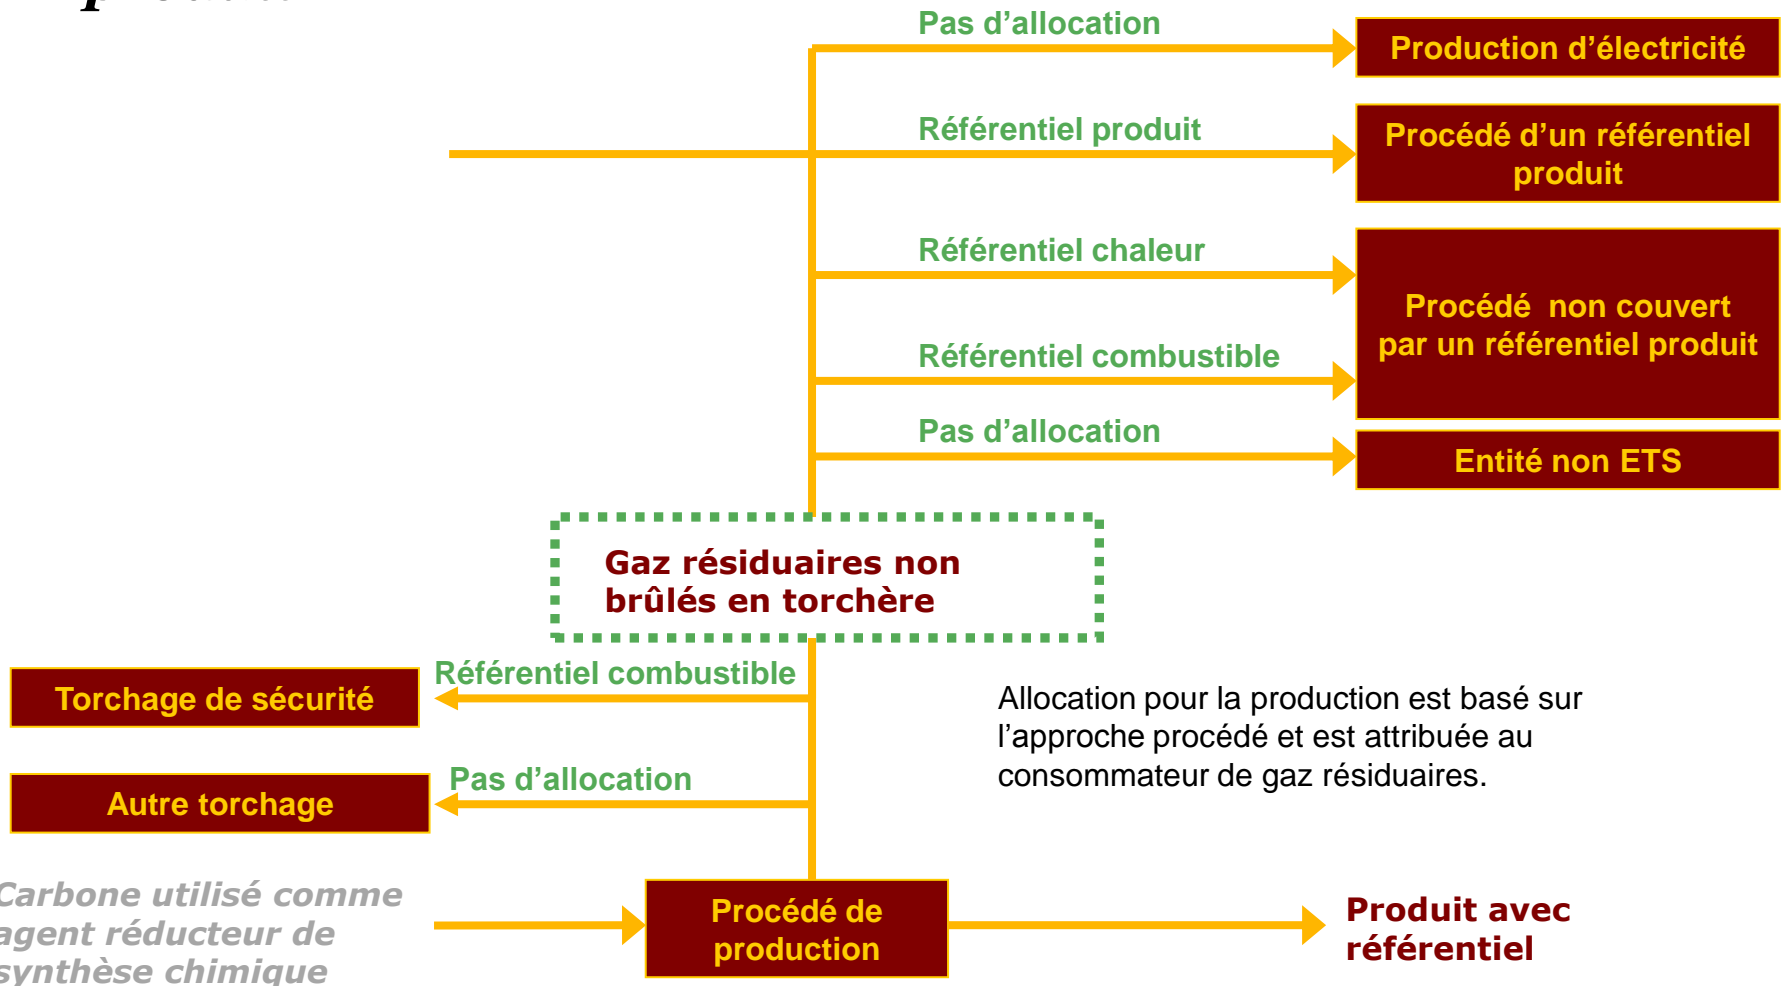 Pas d’allocation
Production d’électricité
Référentiel produit
Procédé d’un référentiel
produit
Référentiel chaleur
Procédé non couvert
par un référentiel produit
Référentiel combustible
Pas d’allocation
Entité non ETS
Gaz résiduaires non
brûlés en torchère
Référentiel combustible
Torchage de sécurité
Allocation pour la production est basé sur
l’approche procédé et est attribuée au
consommateur de gaz résiduaires.
Pas d’allocation
Autre torchage
Carbone utilisé comme
agent réducteur de
synthèse chimique
Procédé de
production
Produit avec
référentiel